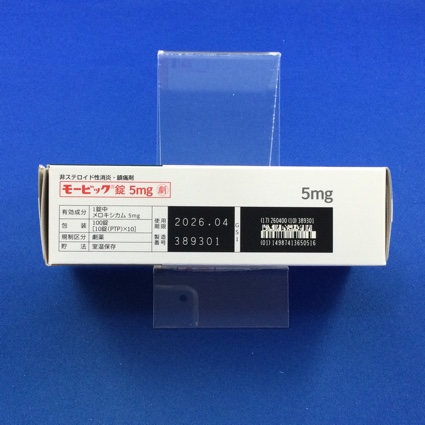 非ステロイド性消炎・鎮痛剤
モービック®錠 5mg 劇
5mg
有効成分 1錠中 メロキシカム 5mg
包装 100錠 [10錠(PTP)×10]
規制区分 劇薬
貯法 室温保存
使用期限 2026.04
製造番号 389301
GS1
(17) 260400 (10) 389301
(01) 14987413650516